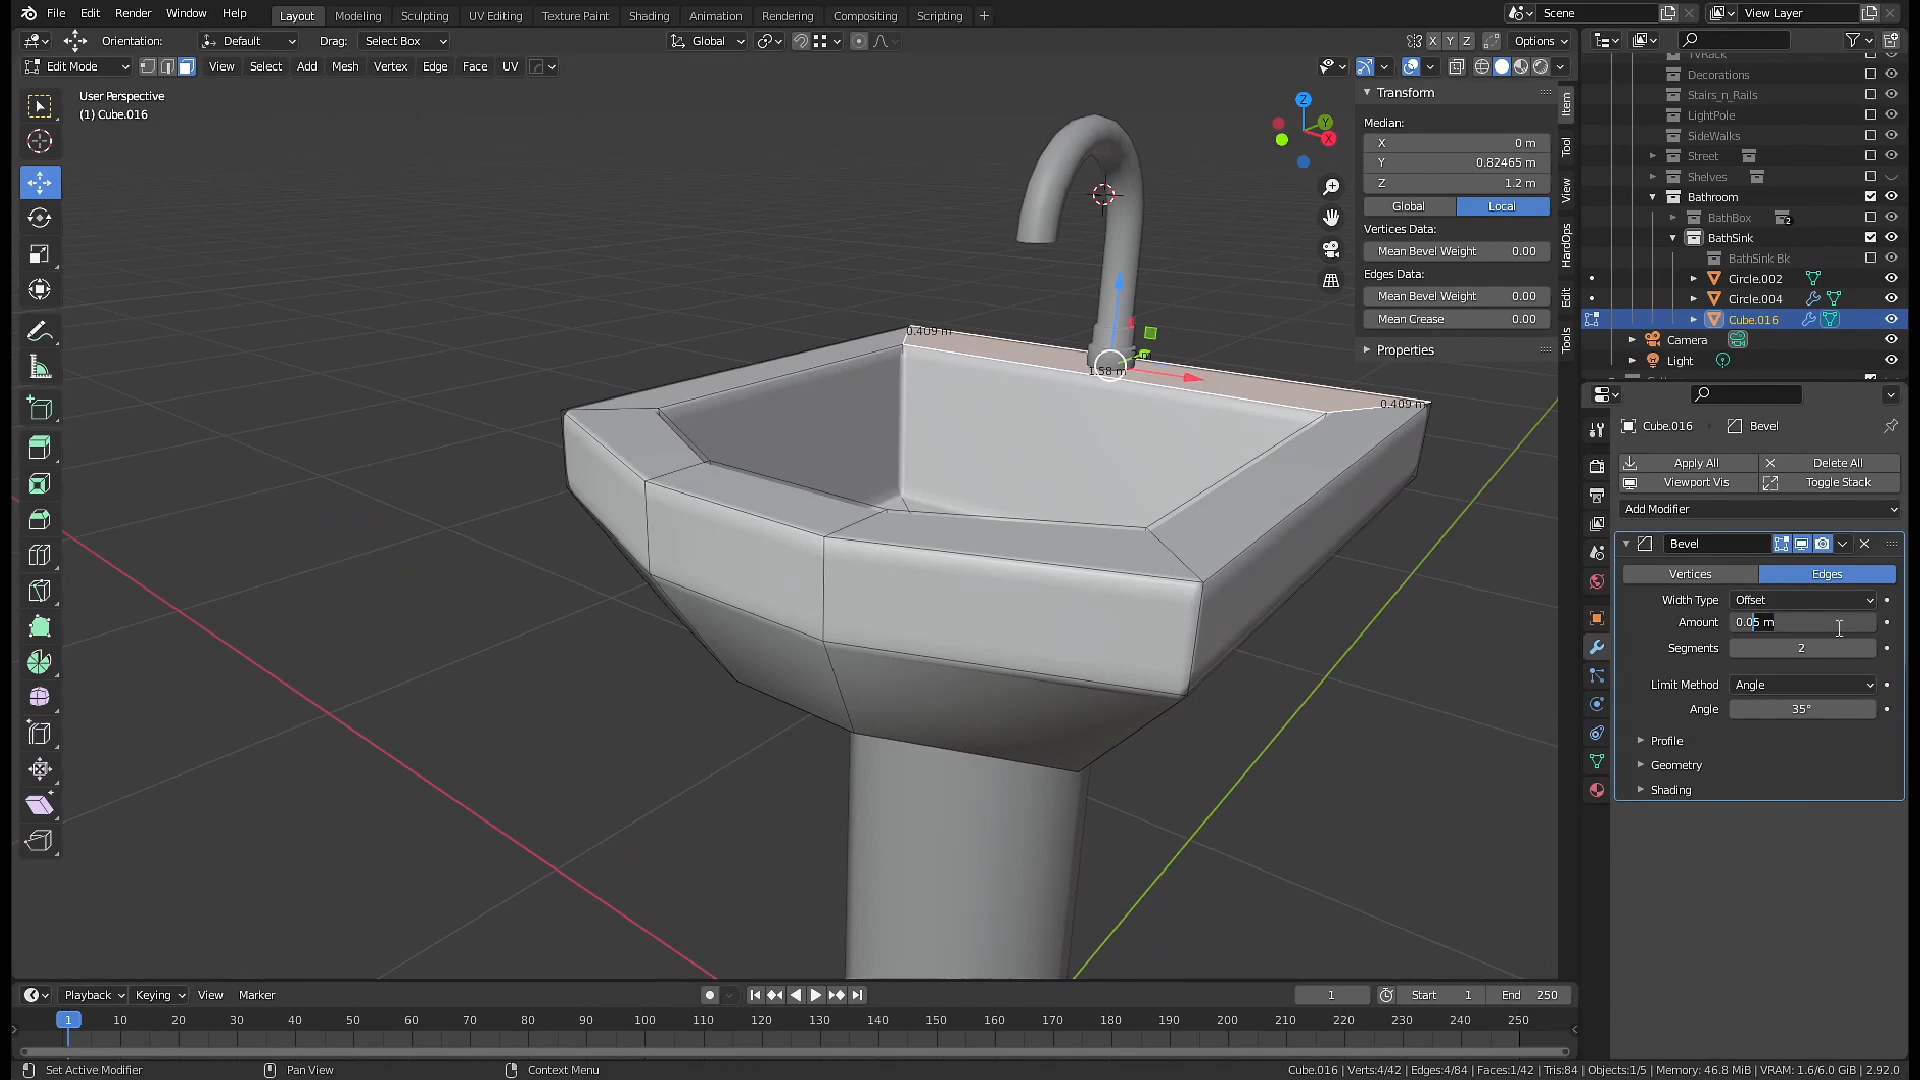 File Edit Render Window Help Layout Modeling Sculpting UV Editing Texture Paint Shading Animation Rendering Compositing Scripting + Scene View Layer
Orientation: Default Drag: Select Box Global X Y Z Options
Edit Mode View Select Add Mesh Vertex Edge Face UV
User Perspective
(1) Cube.016
Z
Y
X
0.409 m
1.58 m
0.409 m
Transform
Median:
X 0 m
Y 0.82465 m
Z 1.2 m
Global Local
Vertices Data:
Mean Bevel Weight 0.00
Edges Data:
Mean Bevel Weight 0.00
Mean Crease 0.00
Properties
Item
Tool
View
HardOps
Edit
Tools
TVRack
Decorations
Stairs_n_Rails
LightPole
SideWalks
Street
Shelves
Bathroom
BathBox 2
BathSink
BathSink Bk
Circle.002
Circle.004
Cube.016
Camera
Light
Cube.016 Bevel
Apply All Delete All
Viewport Vis Toggle Stack
Add Modifier
Bevel
Vertices Edges
Width Type Offset
Amount 0.05 m
Segments 2
Limit Method Angle
Angle 35°
Profile
Geometry
Shading
Playback Keying View Marker 1 Start 1 End 250
1 10 20 30 40 50 60 70 80 90 100 110 120 130 140 150 160 170 180 190 200 210 220 230 240 250
Set Active Modifier Pan View Context Menu Cube.016 | Verts:4/42 | Edges:4/84 | Faces:1/42 | Tris:84 | Objects:1/5 | Memory: 46.8 MiB | VRAM: 1.6/6.0 GiB | 2.92.0